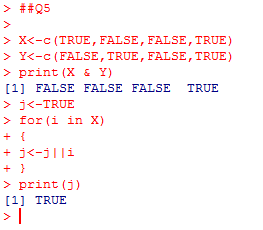 > ##Q5
>
> X<-c(TRUE,FALSE,FALSE,TRUE)
> Y<-c(FALSE,TRUE,FALSE,TRUE)
> print(X & Y)
[1] FALSE FALSE FALSE  TRUE
> j<-TRUE
> for(i in X)
+ {
+ j<-j||i
+ }
> print(j)
[1] TRUE
>